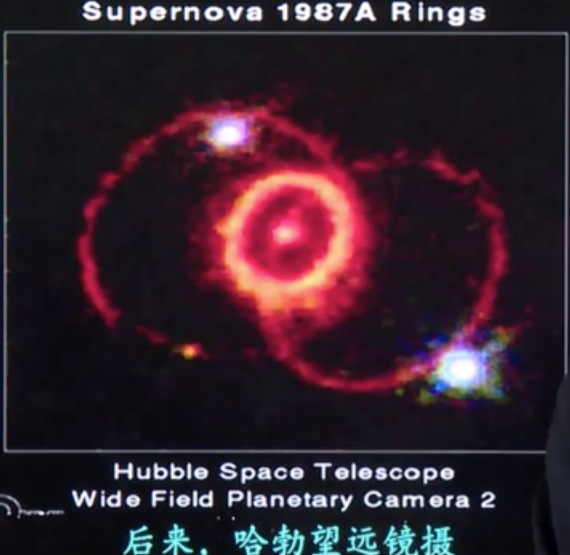 Supernova 1987A Rings
Hubble Space Telescope
Wide Field Planetary Camera 2
后来，哈勃望远镜摄